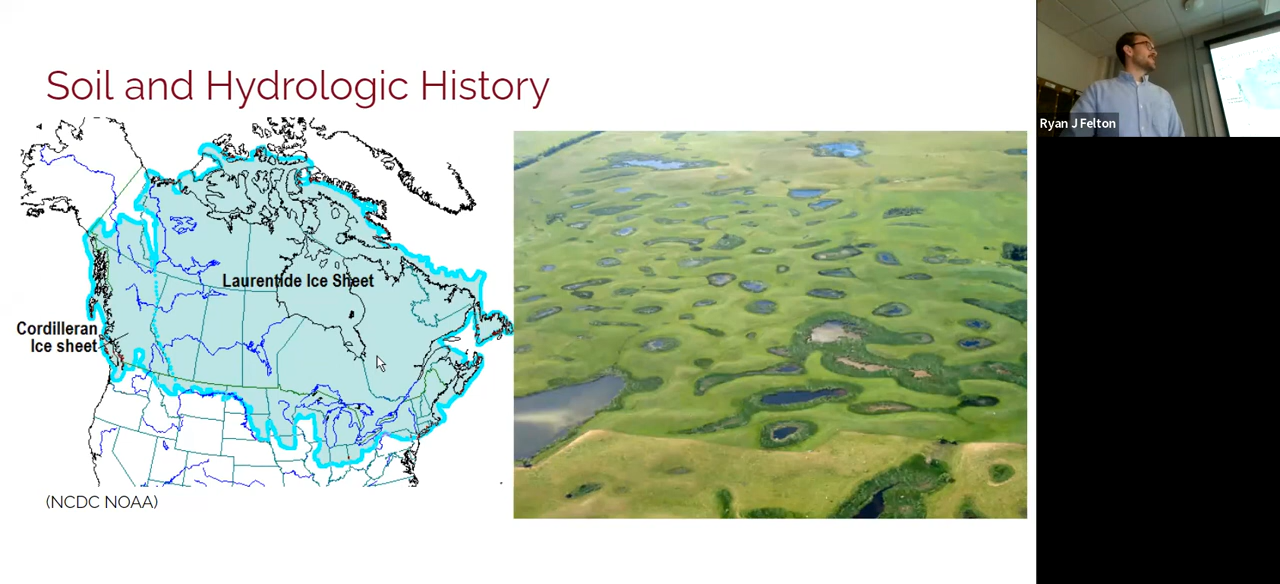 Soil and Hydrologic History
Laurentide Ice Sheet
Cordilleran
Ice sheet
(NCDC NOAA)
Ryan J Felton